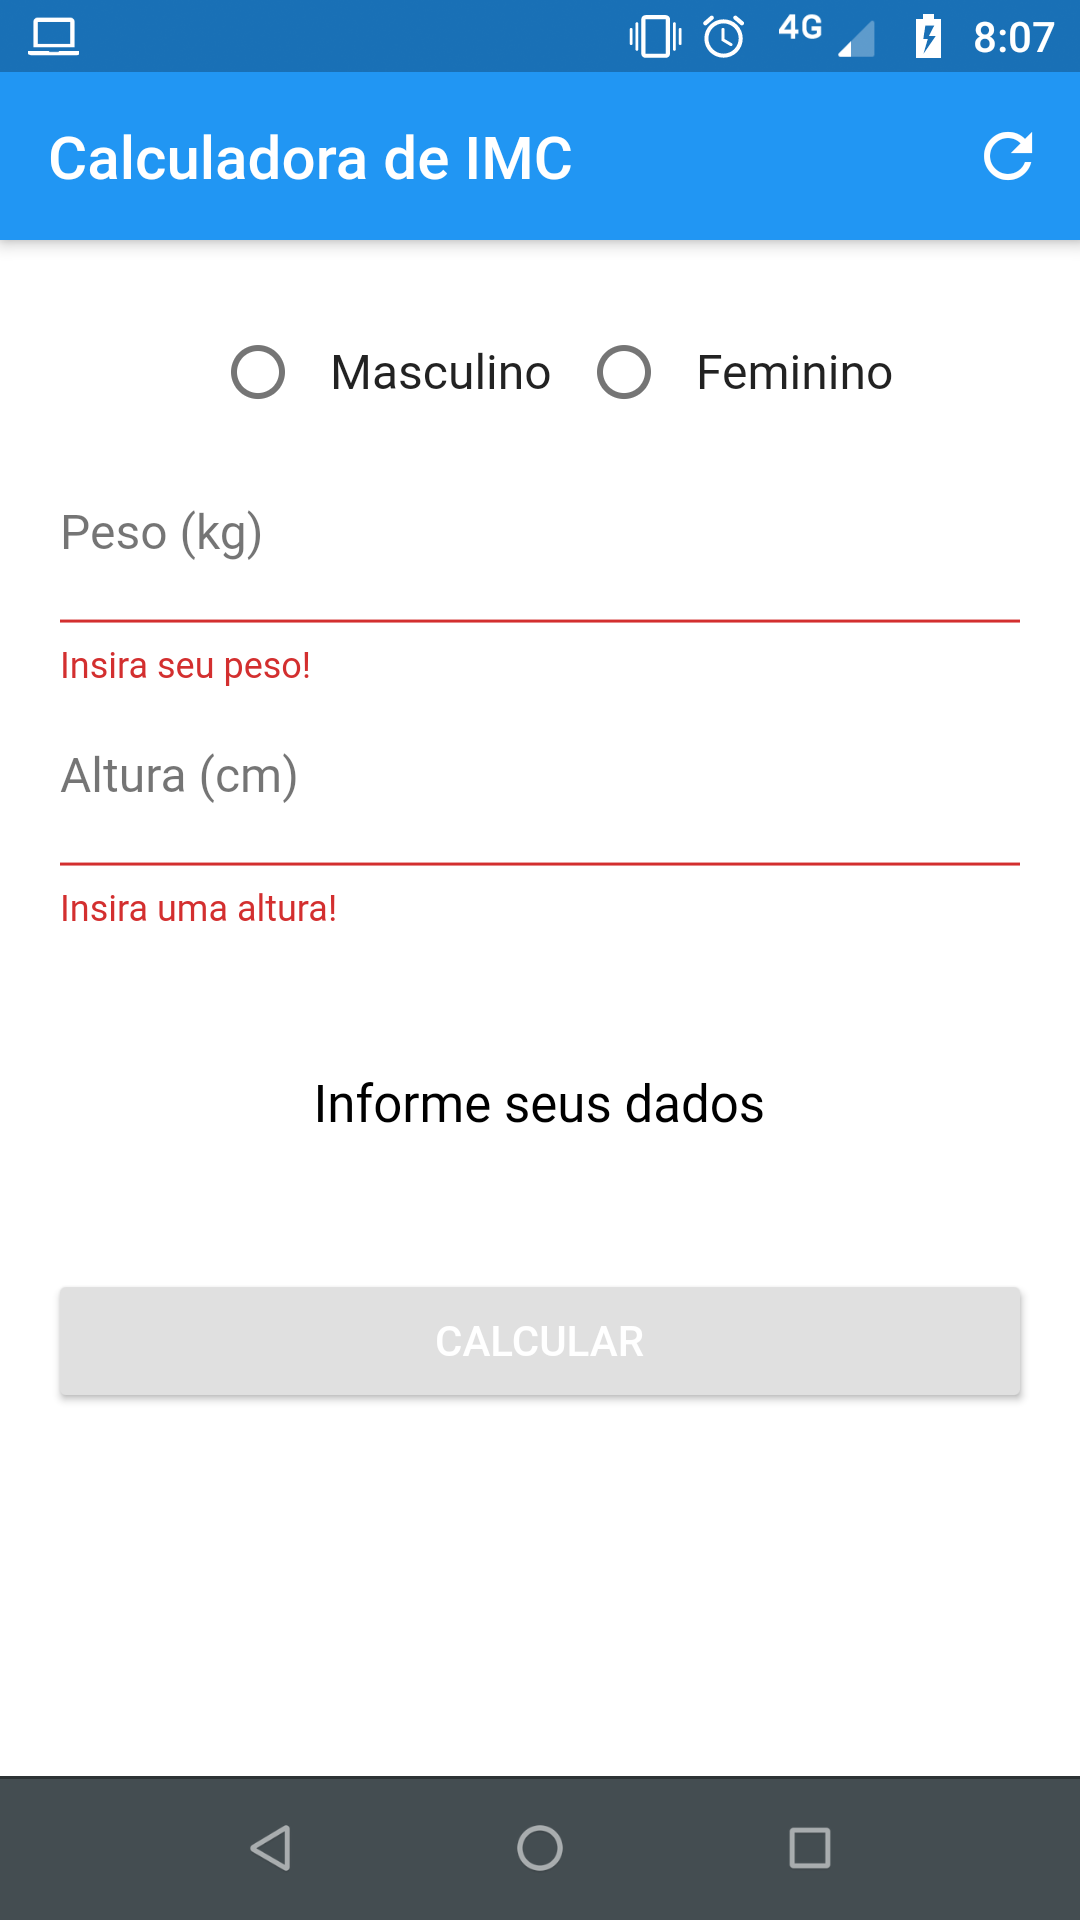 4G 8:07
Calculadora de IMC
Masculino Feminino
Peso (kg)
Insira seu peso!
Altura (cm)
Insira uma altura!
Informe seus dados
CALCULAR